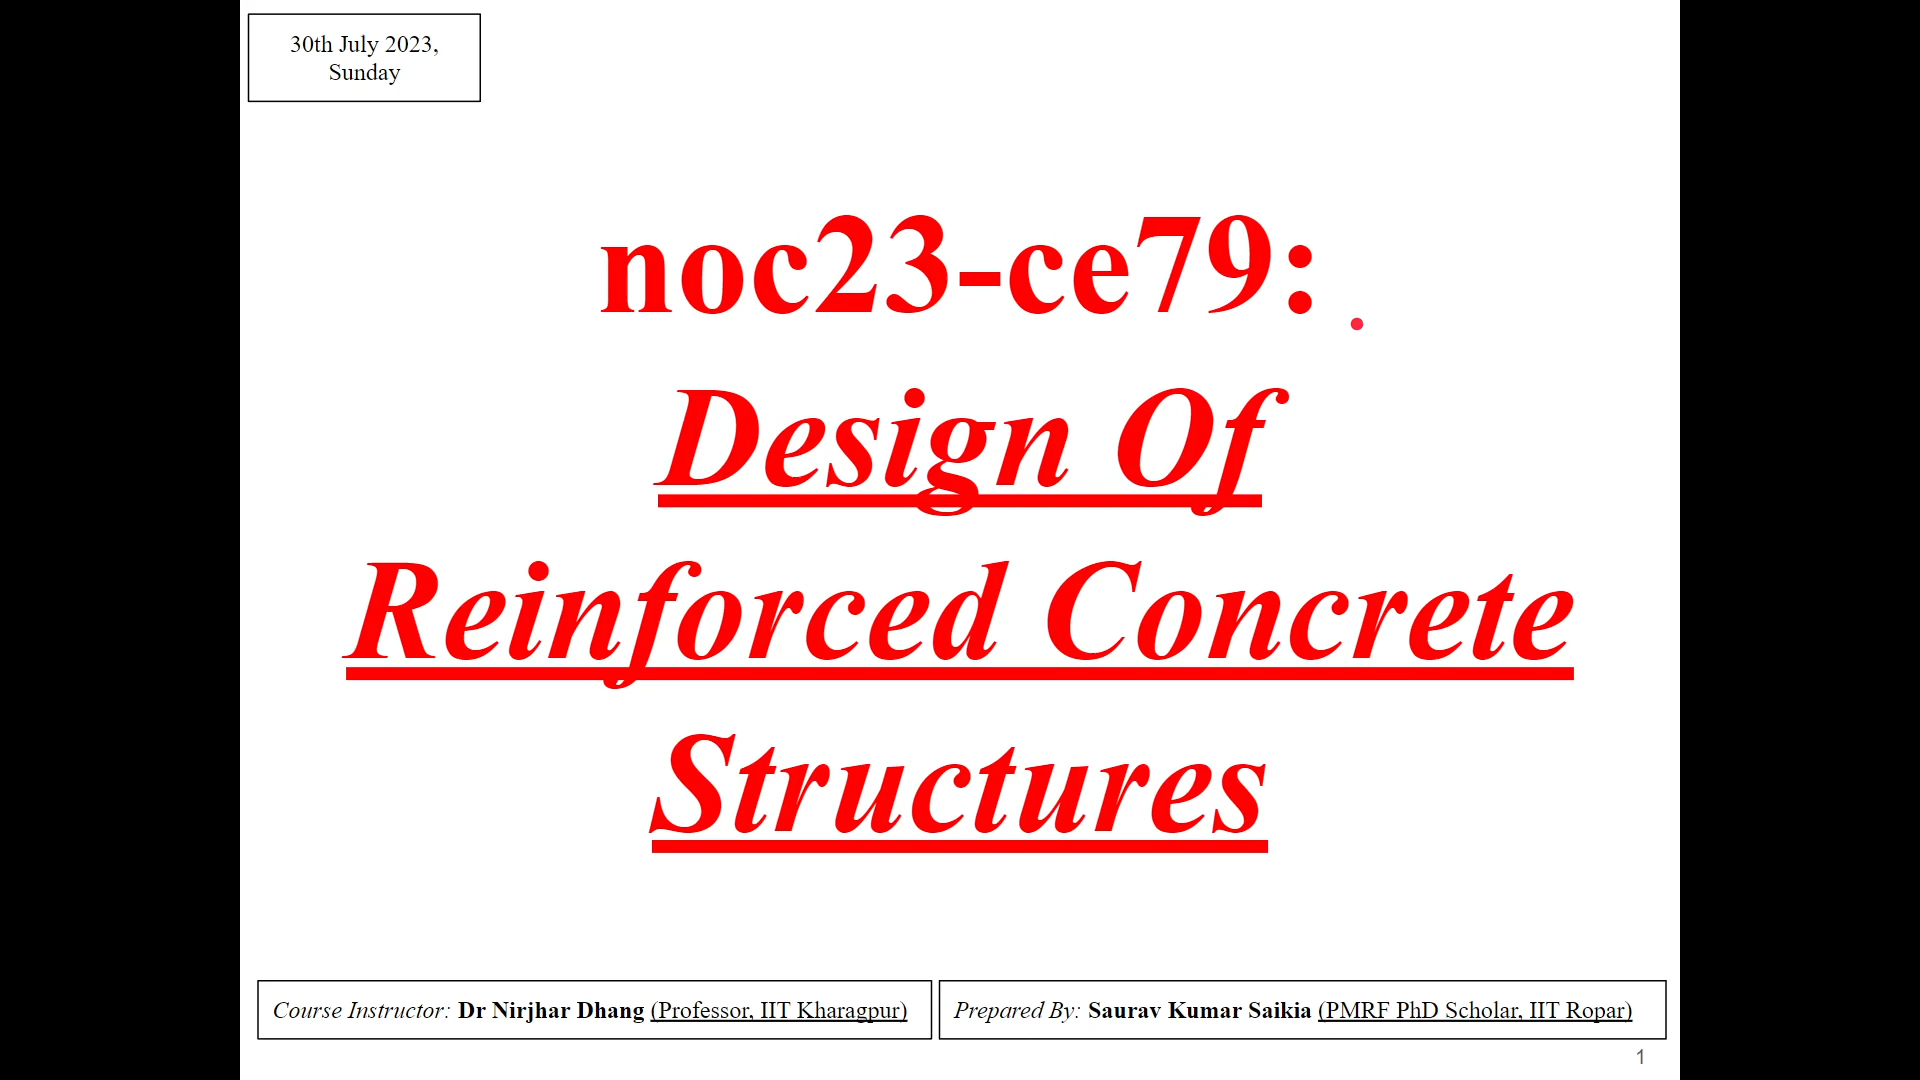 30th July 2023,
Sunday
noc23-ce79:
Design Of
Reinforced Concrete
Structures
Course Instructor: Dr Nirjhar Dhang (Professor, IIT Kharagpur)
Prepared By: Saurav Kumar Saikia (PMRF PhD Scholar, IIT Ropar)
1